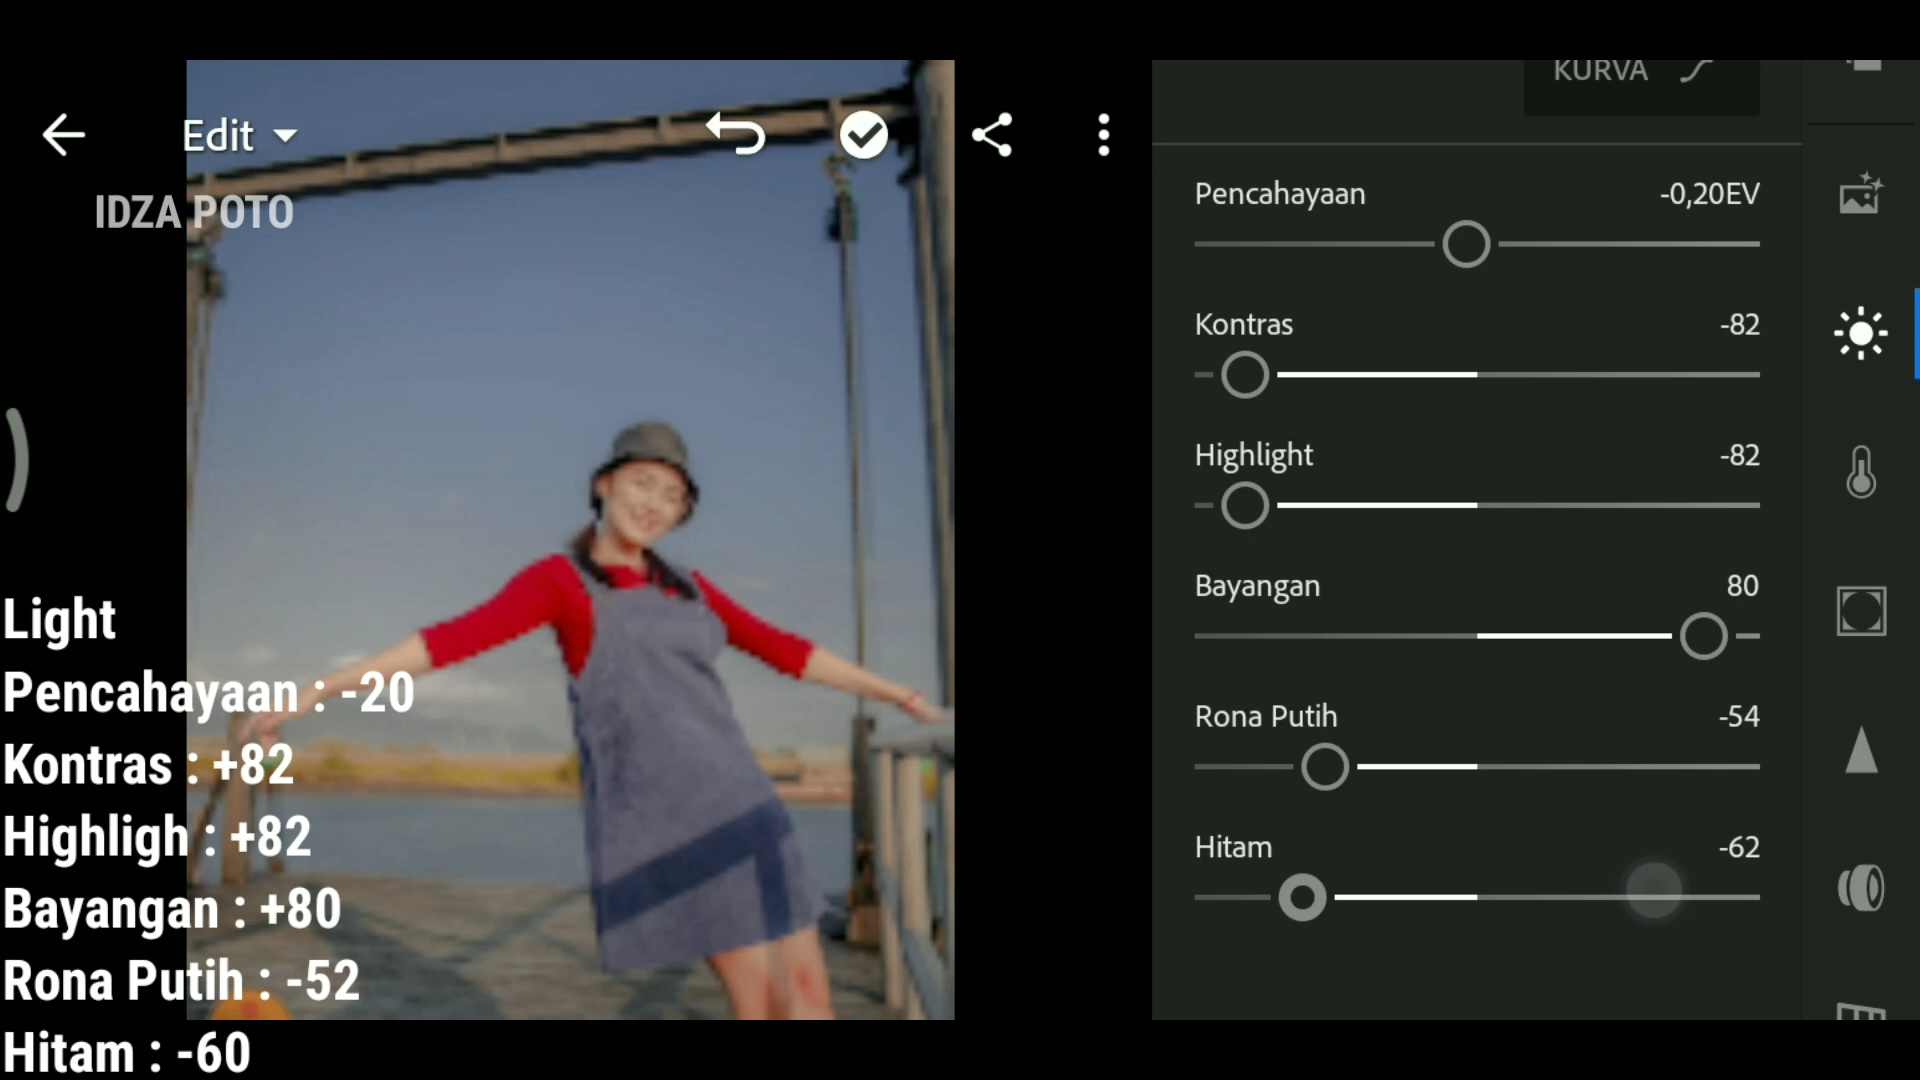 KURVA
Edit
IDZA POTO
Pencahayaan -0,20EV
Kontras -82
Highlight -82
Bayangan 80
Rona Putih -54
Hitam -62
Light
Pencahayaan : -20
Kontras : +82
Highligh : +82
Bayangan : +80
Rona Putih : -52
Hitam : -60